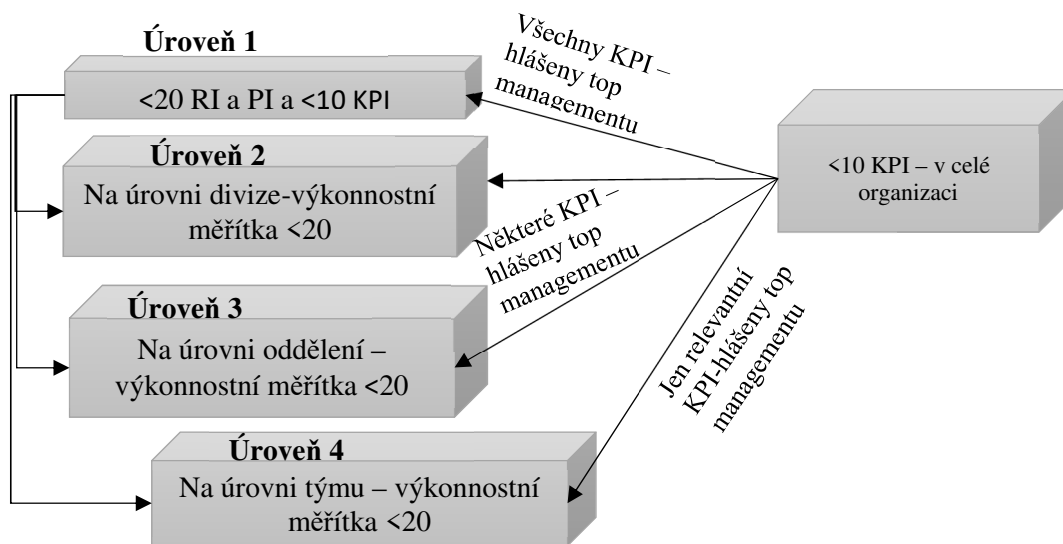 Úroveň 1
<20 RI a PI a <10 KPI
Úroveň 2
Na úrovni divize-výkonnostní
měřítka <20
Úroveň 3
Na úrovni oddělení –
výkonnostní měřítka <20
Úroveň 4
Na úrovni týmu – výkonnostní
měřítka <20
Všechny KPI –
hlášeny top
managementu
Některé KPI –
hlášeny top
managementu
Jen relevantní
KPI-hlášeny top
managementu
<10 KPI – v celé
organizaci